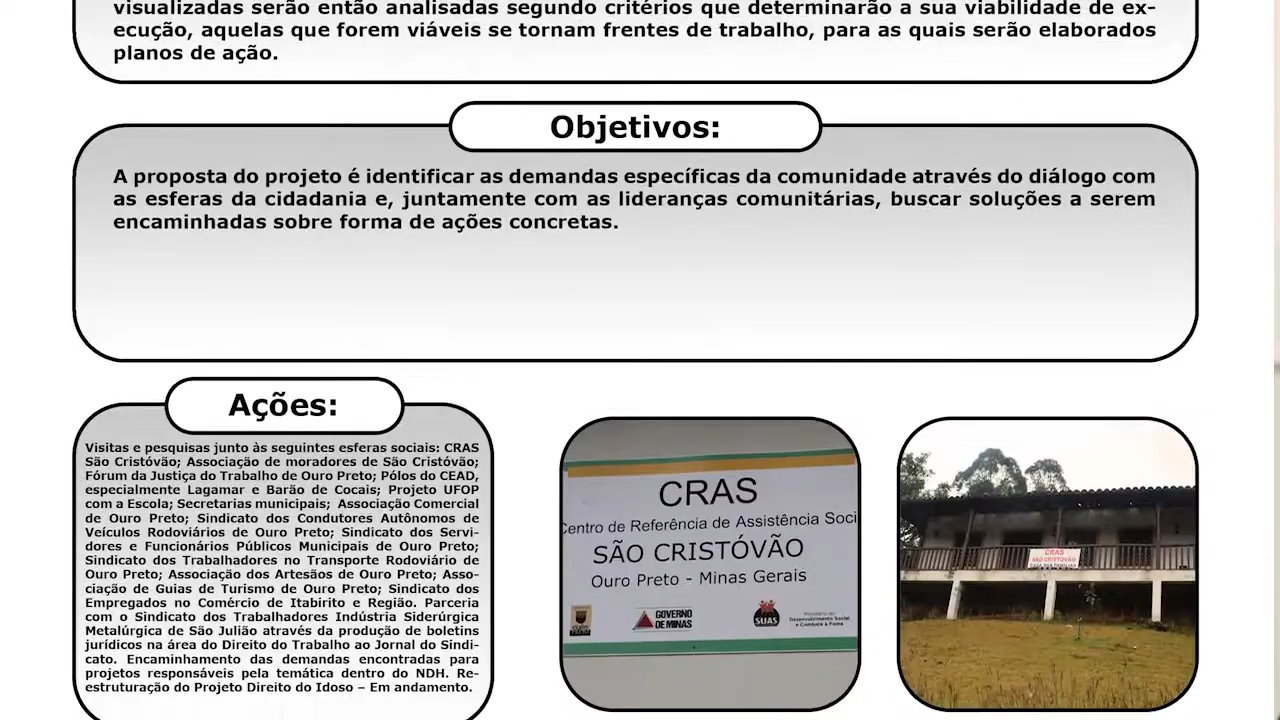 visualizadas serão então analisadas segundo critérios que determinarão a sua viabilidade de ex-
ecução, aquelas que forem viáveis se tornam frentes de trabalho, para as quais serão elaborados
planos de ação.
Objetivos:
A proposta do projeto é identificar as demandas específicas da comunidade através do diálogo com
as esferas da cidadania e, juntamente com as lideranças comunitárias, buscar soluções a serem
encaminhadas sobre forma de ações concretas.
Ações:
Visitas e pesquisas junto às seguintes esferas sociais: CRAS
São Cristóvão; Associação de moradores de São Cristóvão;
Fórum da Justiça do Trabalho de Ouro Preto; Pólos do CEAD,
especialmente Lagamar e Barão de Cocais; Projeto UFOP
com a Escola; Secretarias municipais; Associação Comercial
de Ouro Preto; Sindicato dos Condutores Autônomos de
Veículos Rodoviários de Ouro Preto; Sindicato dos Servi-
dores e Funcionários Públicos Municipais de Ouro Preto;
Sindicato dos Trabalhadores no Transporte Rodoviário de
Ouro Preto; Associação dos Artesãos de Ouro Preto; Asso-
ciação de Guias de Turismo de Ouro Preto; Sindicato dos
Empregados no Comércio de Itabirito e Região. Parceria
com o Sindicato dos Trabalhadores Indústria Siderúrgica
Metalúrgica de São Julião através da produção de boletins
jurídicos na área do Direito do Trabalho ao Jornal do Sindi-
cato. Encaminhamento das demandas encontradas para
projetos responsáveis pela temática dentro do NDH. Re-
estruturação do Projeto Direito do Idoso – Em andamento.
CRAS
Centro de Referência de Assistência Soci
SÃO CRISTÓVÃO
Ouro Preto - Minas Gerais
GOVERNO
DE MINAS
SUAS
Ministério do
Desenvolvimento Social
e Combate à Fome
CRAS
SÃO CRISTÓVÃO
CASA DAS FAMÍLIAS